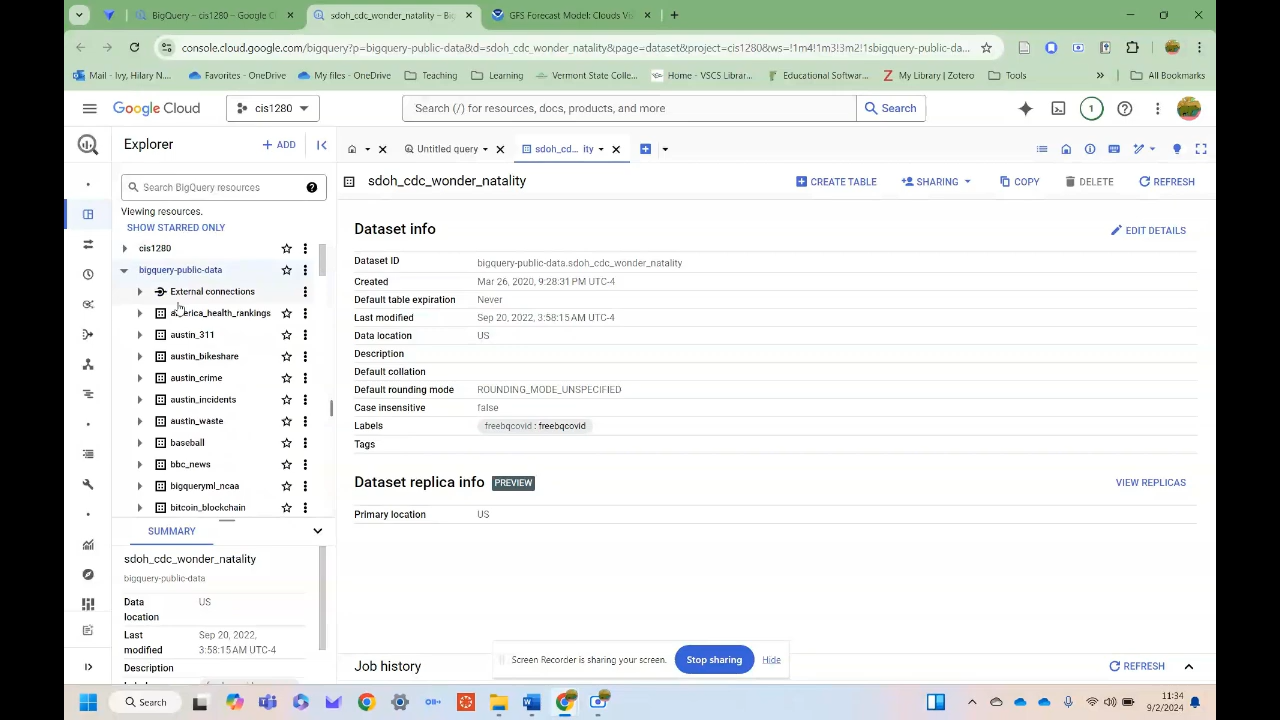 BigQuery – cis1280 – Google C
sdoh_cdc_wonder_natality – Bi
GFS Forecast Model: Clouds Vi
console.cloud.google.com/bigquery?p=bigquery-public-data&d=sdoh_cdc_wonder_natality&page=dataset&project=cis1280&ws=!1m4!1m3!3m2!1sbigquery-public-da...
Mail - Ivy, Hilary N...
Favorites - OneDrive
My files - OneDrive
Teaching
Learning
Vermont State Colle...
Home - VSCS Librar...
Educational Softwar...
My Library | Zotero
Tools
All Bookmarks
Google Cloud
cis1280
Search (/) for resources, docs, products, and more
Search
1
Explorer
+ ADD
Untitled query
sdoh_cd... ity
Search BigQuery resources
sdoh_cdc_wonder_natality
CREATE TABLE
SHARING
COPY
DELETE
REFRESH
Viewing resources.
SHOW STARRED ONLY
cis1280
bigquery-public-data
External connections
america_health_rankings
austin_311
austin_bikeshare
austin_crime
austin_incidents
austin_waste
baseball
bbc_news
bigqueryml_ncaa
bitcoin_blockchain
Dataset info
EDIT DETAILS
Dataset ID bigquery-public-data.sdoh_cdc_wonder_natality
Created Mar 26, 2020, 9:28:31 PM UTC-4
Default table expiration Never
Last modified Sep 20, 2022, 3:58:15 AM UTC-4
Data location US
Description
Default collation
Default rounding mode ROUNDING_MODE_UNSPECIFIED
Case insensitive false
Labels freebqcovid : freebqcovid
Tags
Dataset replica info PREVIEW
VIEW REPLICAS
Primary location US
SUMMARY
sdoh_cdc_wonder_natality
bigquery-public-data
Data location US
Last modified Sep 20, 2022, 3:58:15 AM UTC-4
Description
Screen Recorder is sharing your screen.
Stop sharing
Hide
Job history
REFRESH
Search
11:34
9/2/2024